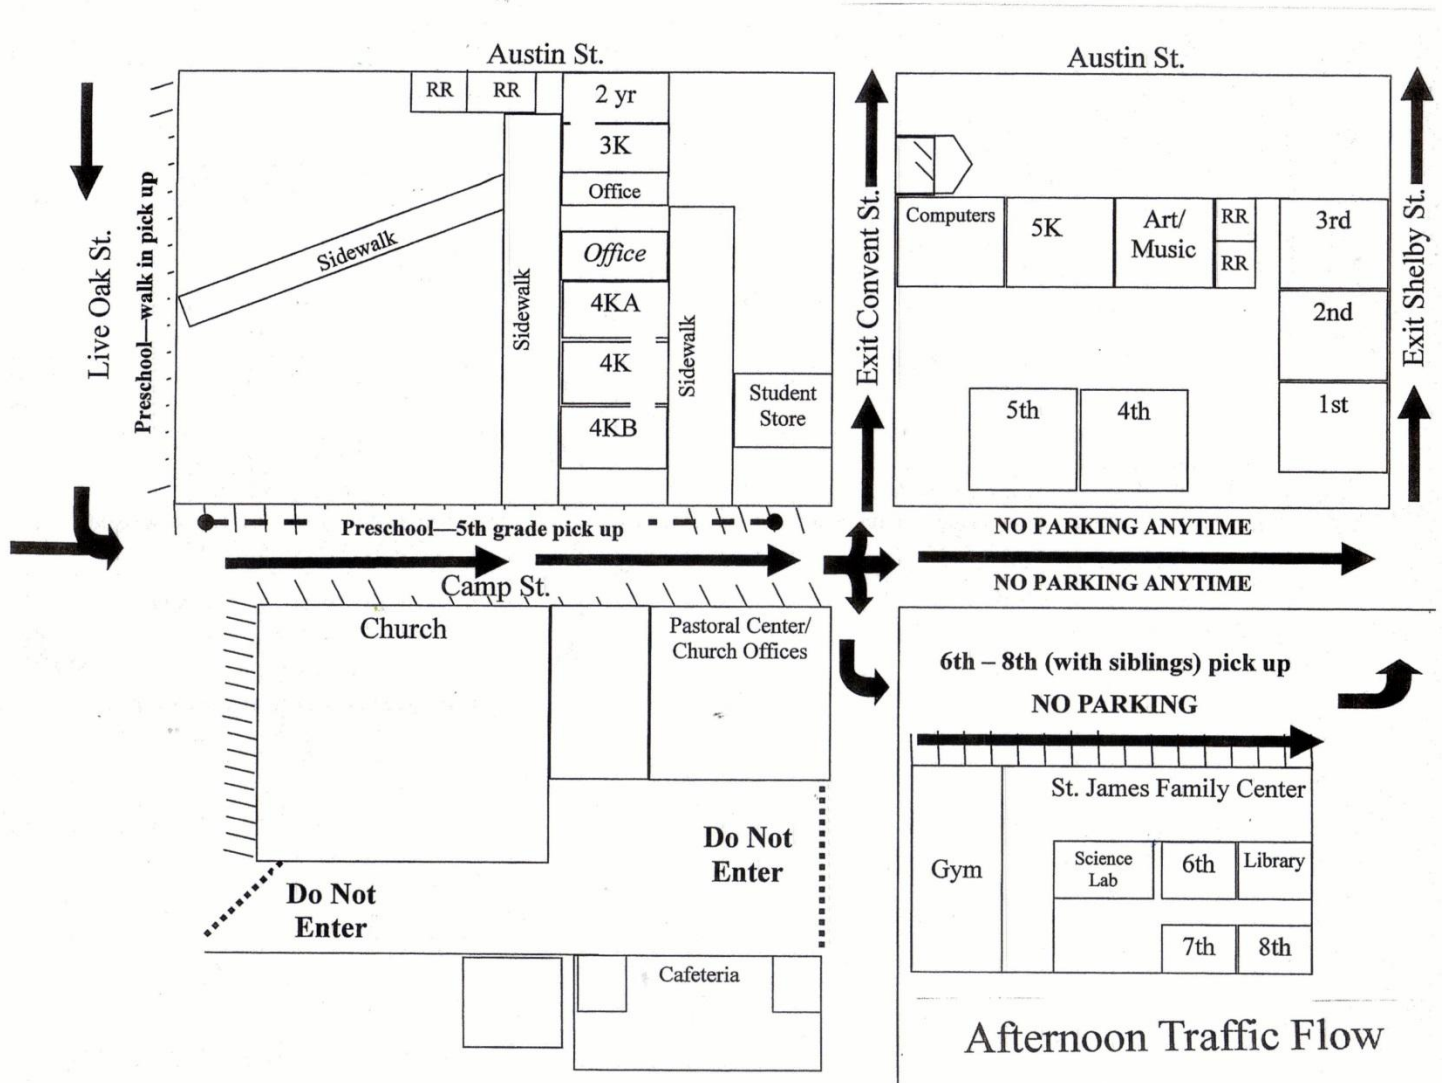 Austin St.
Austin St.
RR
RR
2 yr
3K
Office
Office
4KA
4K
4KB
Sidewalk
Sidewalk
Sidewalk
Student
Store
Live Oak St.
Preschool—walk in pick up
Exit Convent St.
Exit Shelby St.
Computers
5K
Art/
Music
RR
RR
3rd
2nd
1st
5th
4th
Preschool—5th grade pick up
Camp St.
NO PARKING ANYTIME
NO PARKING ANYTIME
Church
Pastoral Center/
Church Offices
6th – 8th (with siblings) pick up
NO PARKING
St. James Family Center
Gym
Science
Lab
6th
Library
7th
8th
Do Not
Enter
Do Not
Enter
Cafeteria
Afternoon Traffic Flow